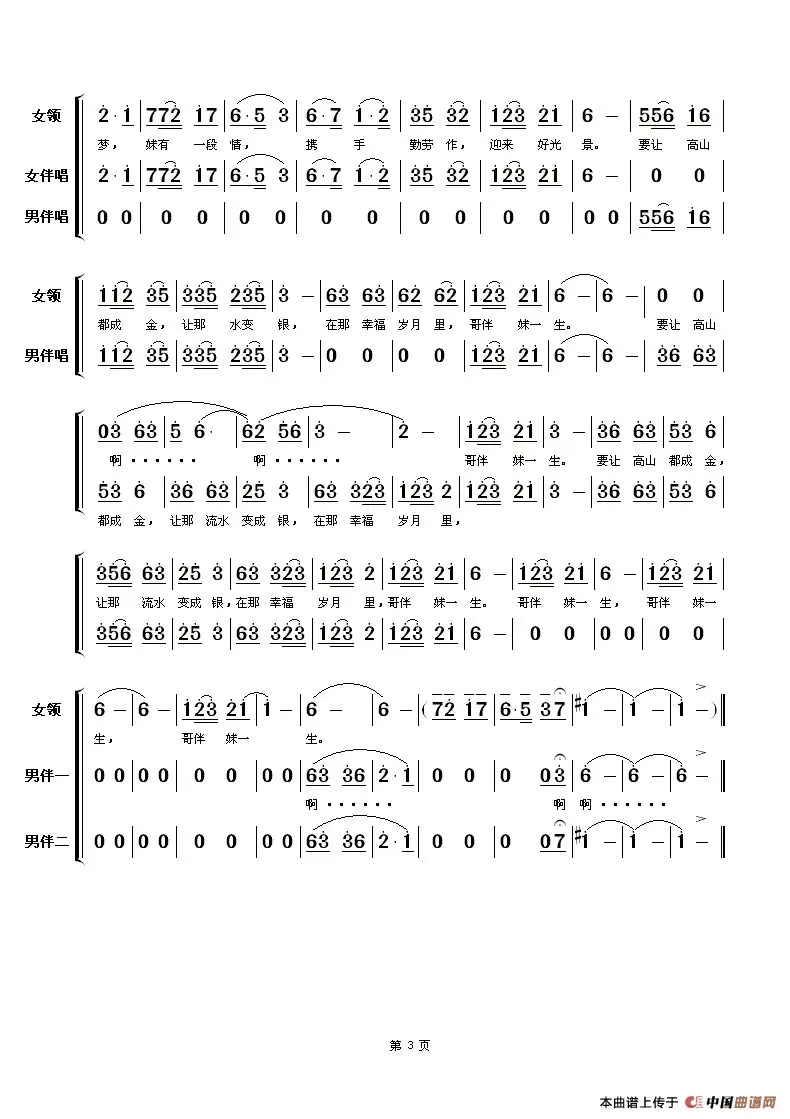 女领 2·1 | 772 17 | 6·5 3 | 6·7 1·2 | 35 32 | 123 21 | 6 － | 556 16
梦， 妹有 一段 情， 携 手 勤劳 作， 迎来 好光 景。 要让 高山
女伴唱 2·1 | 772 17 | 6·5 3 | 6·7 1·2 | 35 32 | 123 21 | 6 － | 0 0
男伴唱 0 0 | 0 0 | 0 0 | 0 0 | 0 0 | 0 0 | 0 0 | 556 16
女领 112 35 | 335 235 | 3 － | 63 63 | 62 62 | 123 21 | 6 － | 6 － | 0 0
都成 金， 让那 水变 银， 在那 幸福 岁月 里， 哥伴 妹一 生。 要让 高山
男伴唱 112 35 | 335 235 | 3 － | 0 0 | 0 0 | 123 21 | 6 － | 6 － | 36 63
03 63 | 5 6· | 62 56 | 3 － | 2 － | 123 21 | 3 － | 36 63 | 53 6
啊 ······ 啊 ······ 哥伴 妹一 生。 要让 高山 都成 金，
53 6 | 36 63 | 25 3 | 63 323 | 123 2 | 123 21 | 3 － | 36 63 | 53 6
都成 金， 让那 流水 变成 银， 在那 幸福 岁月 里，
356 63 | 25 3 | 63 323 | 123 2 | 123 21 | 6 － | 123 21 | 6 － | 123 21
让那 流水 变成 银， 在那 幸福 岁月 里， 哥伴 妹一 生。 哥伴 妹一 生， 哥伴 妹一
356 63 | 25 3 | 63 323 | 123 2 | 123 21 | 6 － | 0 0 | 0 0 | 0 0
女领 6 － | 6 － | 123 21 | 1 － | 6 － | 6 － | (72 17 | 6·5 37 | #1 － | 1 － | 1 －)
生， 哥伴 妹一 生。
男伴一 0 0 | 0 0 | 0 0 | 0 0 | 63 36 | 2·1 | 0 0 | 0 03 | 6 － | 6 － | 6 －
啊 ······ 啊 啊 ······
男伴二 0 0 | 0 0 | 0 0 | 0 0 | 63 36 | 2·1 | 0 0 | 0 07 | #1 － | 1 － | 1 －
第 3 页
本曲谱上传于 中国曲谱网